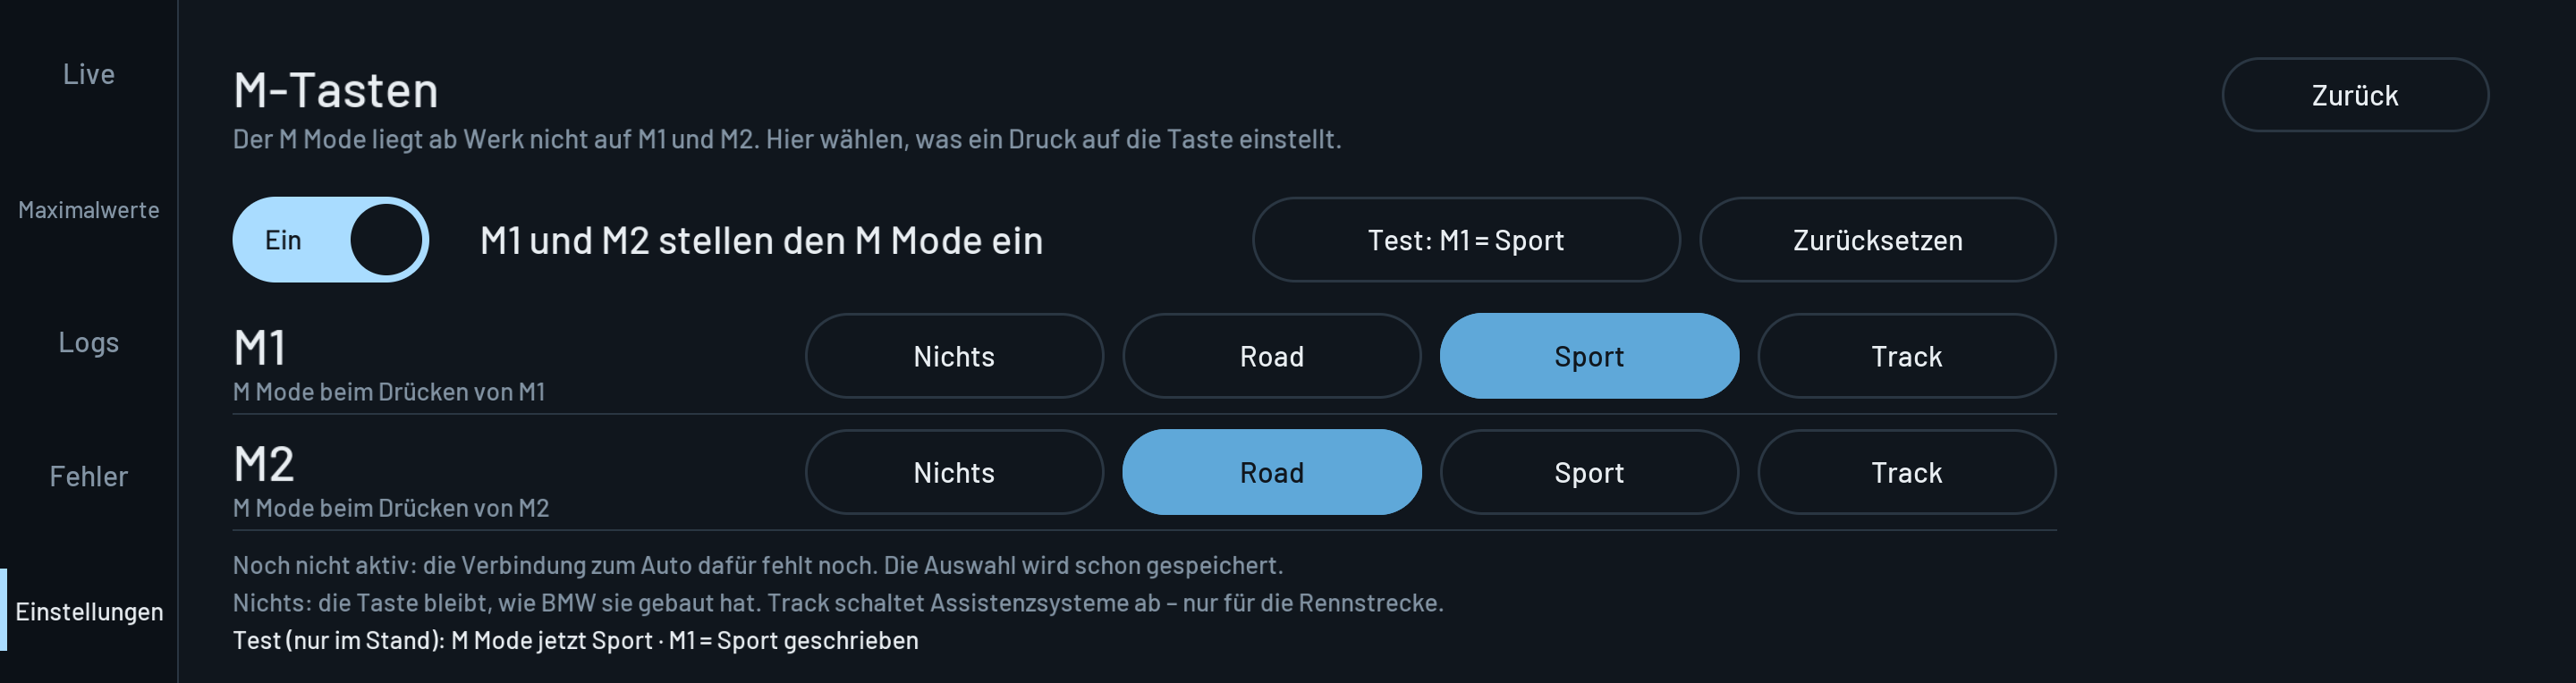 Live
Maximalwerte
Logs
Fehler
Einstellungen
M-Tasten
Der M Mode liegt ab Werk nicht auf M1 und M2. Hier wählen, was ein Druck auf die Taste einstellt.
Zurück
Ein
M1 und M2 stellen den M Mode ein
Test: M1 = Sport
Zurücksetzen
M1
M Mode beim Drücken von M1
Nichts
Road
Sport
Track
M2
M Mode beim Drücken von M2
Nichts
Road
Sport
Track
Noch nicht aktiv: die Verbindung zum Auto dafür fehlt noch. Die Auswahl wird schon gespeichert.
Nichts: die Taste bleibt, wie BMW sie gebaut hat. Track schaltet Assistenzsysteme ab – nur für die Rennstrecke.
Test (nur im Stand): M Mode jetzt Sport · M1 = Sport geschrieben